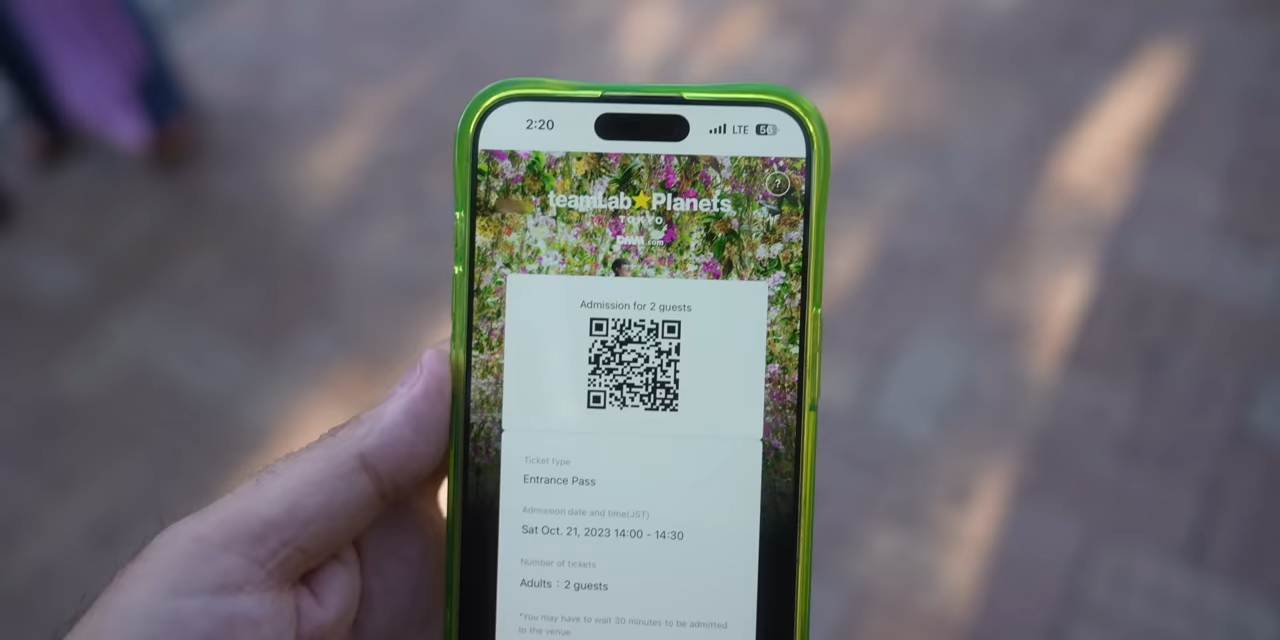 2:20
LTE
56
?
teamLab★Planets
TOKYO
DMM.com
Admission for 2 guests
Ticket type
Entrance Pass
Admission date and time(JST)
Sat Oct. 21, 2023 14:00 - 14:30
Number of tickets
Adults : 2 guests
*You may have to wait 30 minutes to be admitted
to the venue